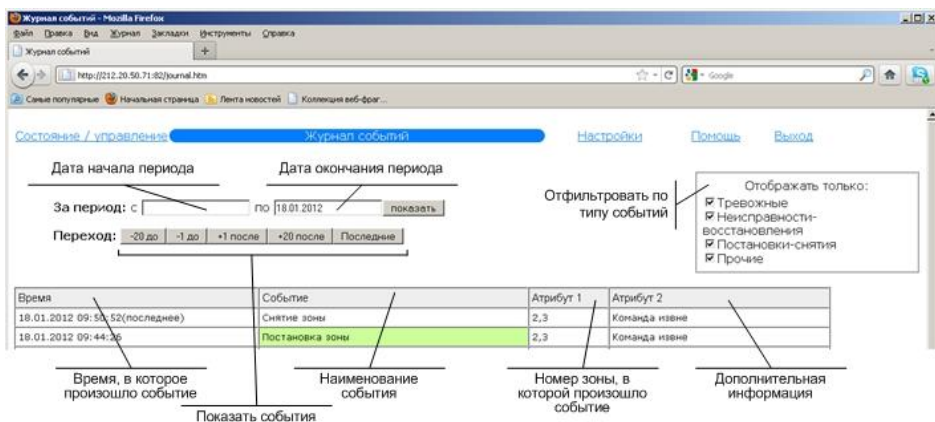 Журнал событий - Mozilla Firefox
Файл Правка Вид Журнал Закладки Инструменты Справка
Журнал событий +
http://212.20.50.71:82/journal.htm Google
Самые популярные Начальная страница Лента новостей Коллекция веб-фраг...
Состояние / управление Журнал событий Настройки Помощь Выход
Дата начала периода Дата окончания периода
Отфильтровать по типу событий
Отображать только:
Тревожные
Неисправности-
восстановления
Постановки-снятия
Прочие
За период: с по 18.01.2012 показать
Переход: -20 до -1 до +1 после +20 после Последние
Время Событие Атрибут 1 Атрибут 2
18.01.2012 09:50:52(последнее) Снятие зоны 2,3 Команда извне
18.01.2012 09:44:26 Постановка зоны 2,3 Команда извне
Время, в которое
произошло событие
Наименование
события
Номер зоны, в
которой произошло
событие
Дополнительная
информация
Показать события